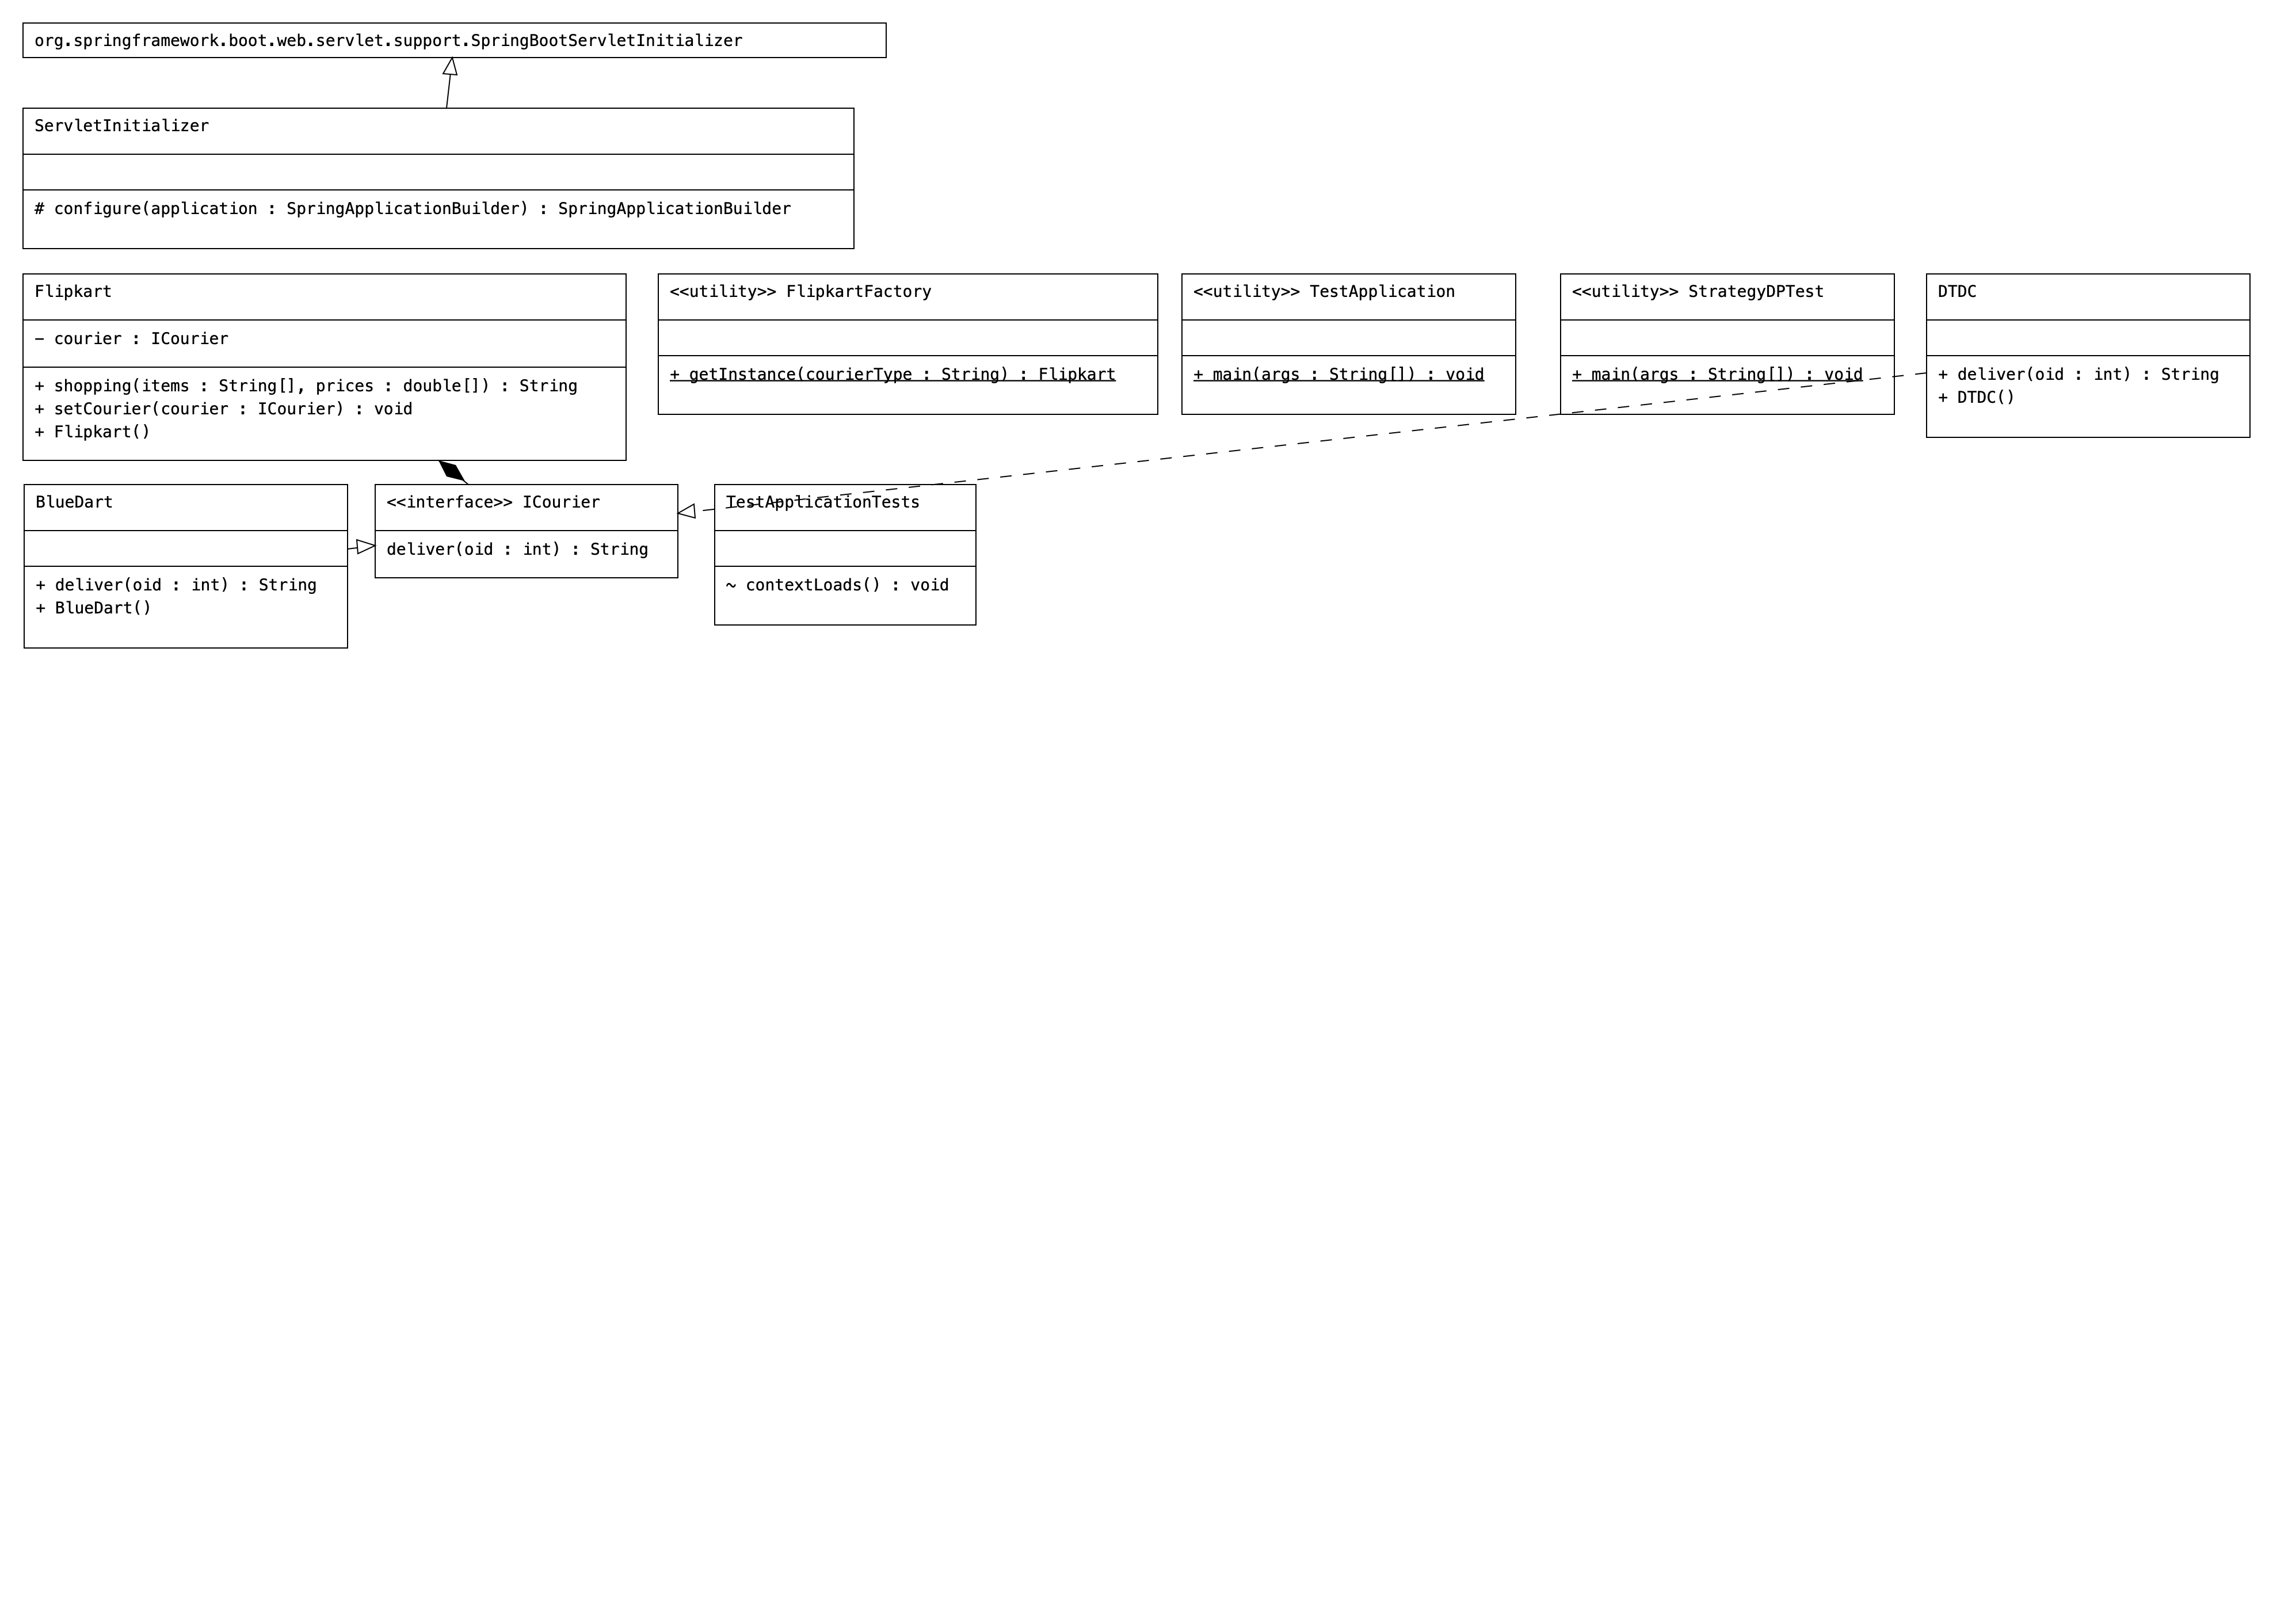 org.springframework.boot.web.servlet.support.SpringBootServletInitializer
ServletInitializer
# configure(application : SpringApplicationBuilder) : SpringApplicationBuilder
Flipkart
− courier : ICourier
+ shopping(items : String[], prices : double[]) : String
+ setCourier(courier : ICourier) : void
+ Flipkart()
<<utility>> FlipkartFactory
+ getInstance(courierType : String) : Flipkart
<<utility>> TestApplication
+ main(args : String[]) : void
<<utility>> StrategyDPTest
+ main(args : String[]) : void
DTDC
+ deliver(oid : int) : String
+ DTDC()
BlueDart
+ deliver(oid : int) : String
+ BlueDart()
<<interface>> ICourier
deliver(oid : int) : String
TestApplicationTests
~ contextLoads() : void